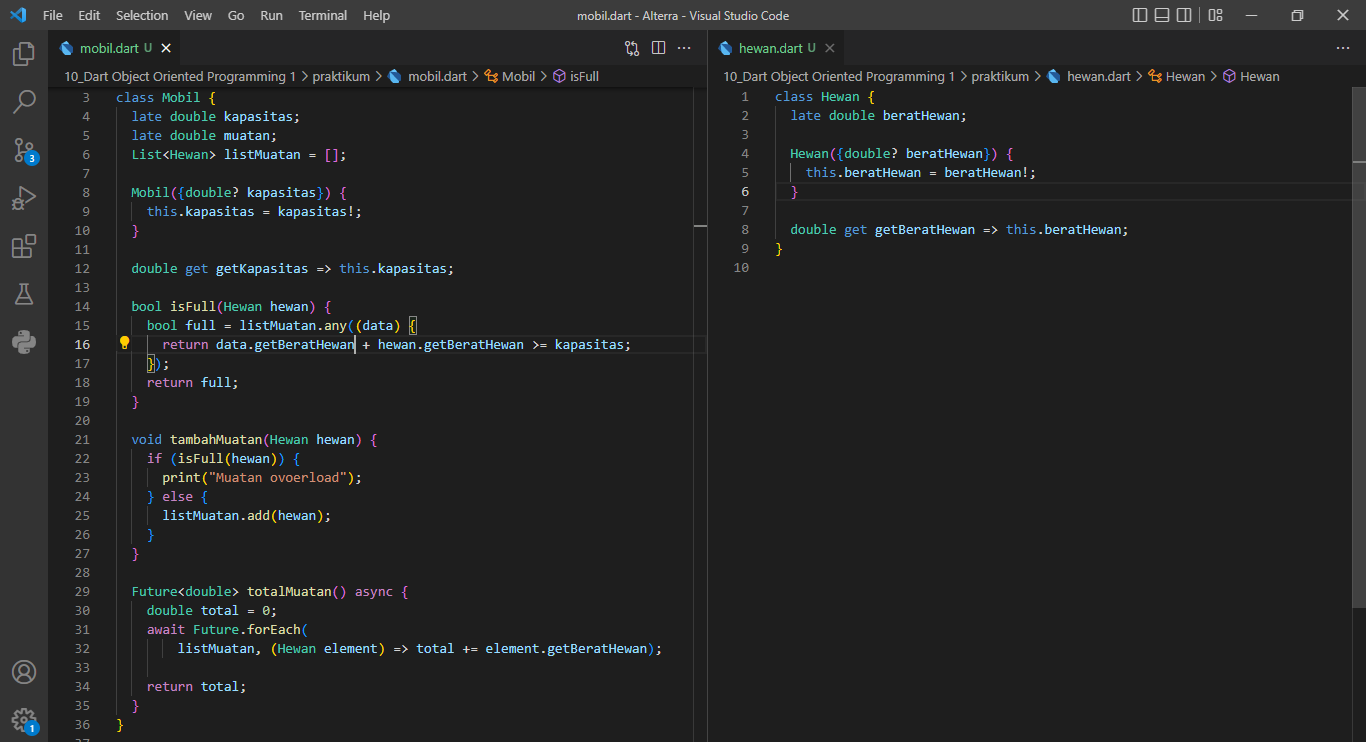 File Edit Selection View Go Run Terminal Help mobil.dart - Alterra - Visual Studio Code
mobil.dart U
10_Dart Object Oriented Programming 1 > praktikum > mobil.dart > Mobil > isFull
3 class Mobil {
4 late double kapasitas;
5 late double muatan;
6 List<Hewan> listMuatan = [];
7
8 Mobil({double? kapasitas}) {
9 this.kapasitas = kapasitas!;
10 }
11
12 double get getKapasitas => this.kapasitas;
13
14 bool isFull(Hewan hewan) {
15 bool full = listMuatan.any((data) {
16 return data.getBeratHewan + hewan.getBeratHewan >= kapasitas;
17 });
18 return full;
19 }
20
21 void tambahMuatan(Hewan hewan) {
22 if (isFull(hewan)) {
23 print("Muatan ovoerload");
24 } else {
25 listMuatan.add(hewan);
26 }
27 }
28
29 Future<double> totalMuatan() async {
30 double total = 0;
31 await Future.forEach(
32 listMuatan, (Hewan element) => total += element.getBeratHewan);
33
34 return total;
35 }
36 }
hewan.dart U
10_Dart Object Oriented Programming 1 > praktikum > hewan.dart > Hewan > Hewan
1 class Hewan {
2 late double beratHewan;
3
4 Hewan({double? beratHewan}) {
5 this.beratHewan = beratHewan!;
6 }
7
8 double get getBeratHewan => this.beratHewan;
9 }
10
3
1